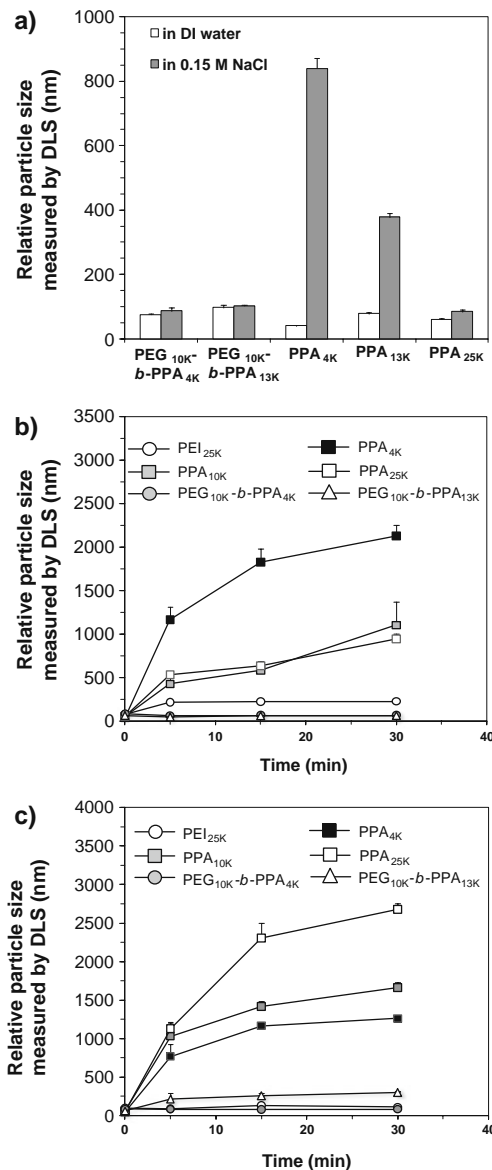 a)
Relative particle size
measured by DLS (nm)
1000
800
600
400
200
0
in DI water
in 0.15 M NaCl
PEG 10K-
b-PPA4K
PEG 10K-
b-PPA13K
PPA 4K
PPA 13K
PPA 25K
b)
Relative particle size
measured by DLS (nm)
3500
3000
2500
2000
1500
1000
500
0
PEI25K
PPA4K
PPA10K
PPA25K
PEG10K-b-PPA4K
PEG10K-b-PPA13K
0 10 20 30 40
Time (min)
c)
Relative particle size
measured by DLS (nm)
4000
3500
3000
2500
2000
1500
1000
500
0
PEI25K
PPA4K
PPA10K
PPA25K
PEG10K-b-PPA4K
PEG10K-b-PPA13K
0 10 20 30 40
Time (min)